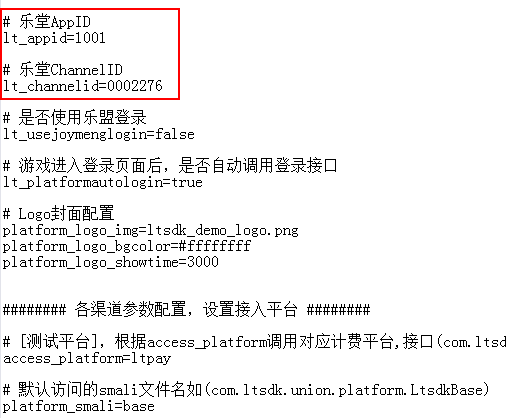 # 乐堂AppID
lt_appid=1001
# 乐堂ChannelID
lt_channelid=0002276
# 是否使用乐盟登录
lt_usejoymenglogin=false
# 游戏进入登录页面后，是否自动调用登录接口
lt_platformautologin=true
# Logo封面配置
platform_logo_img=ltsdk_demo_logo.png
platform_logo_bgcolor=#ffffffff
platform_logo_showtime=3000
######## 各渠道参数配置，设置接入平台 ########
# [测试平台]，根据access_platform调用对应计费平台,接口(com.ltsd
access_platform=ltpay
# 默认访问的smali文件名如(com.ltsdk.union.platform.LtsdkBase)
platform_smali=base